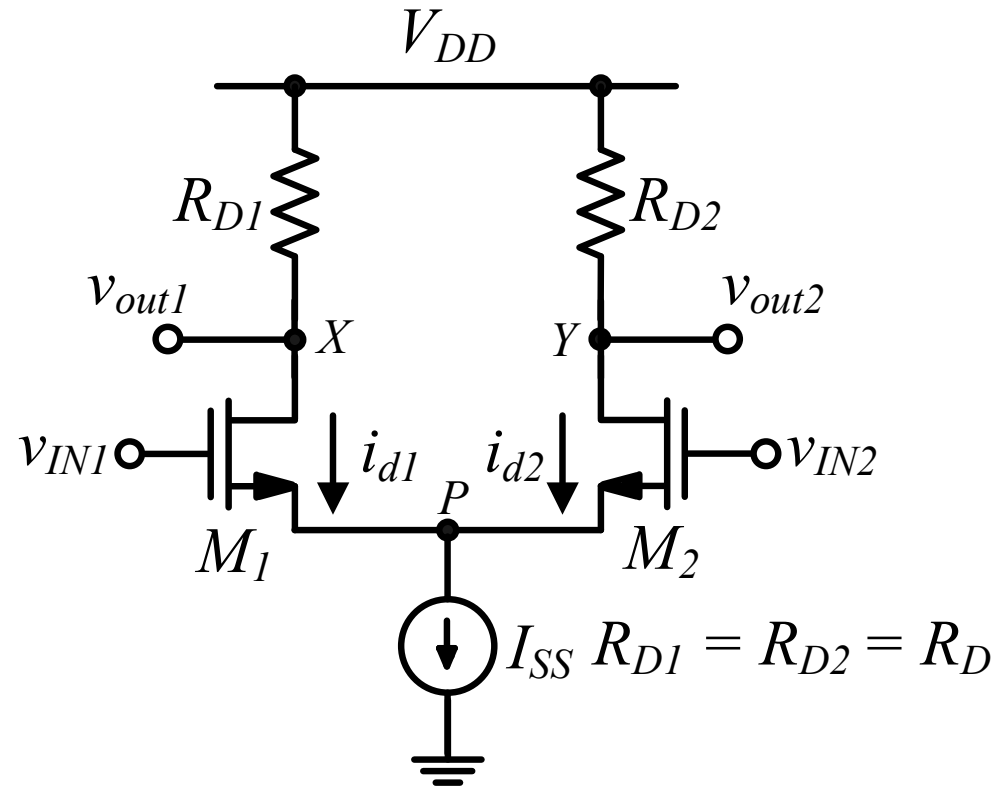 V_DD
R_D1
R_D2
v_out1
v_out2
X
Y
v_IN1
i_d1
i_d2
v_IN2
P
M_1
M_2
I_SS R_D1 = R_D2 = R_D